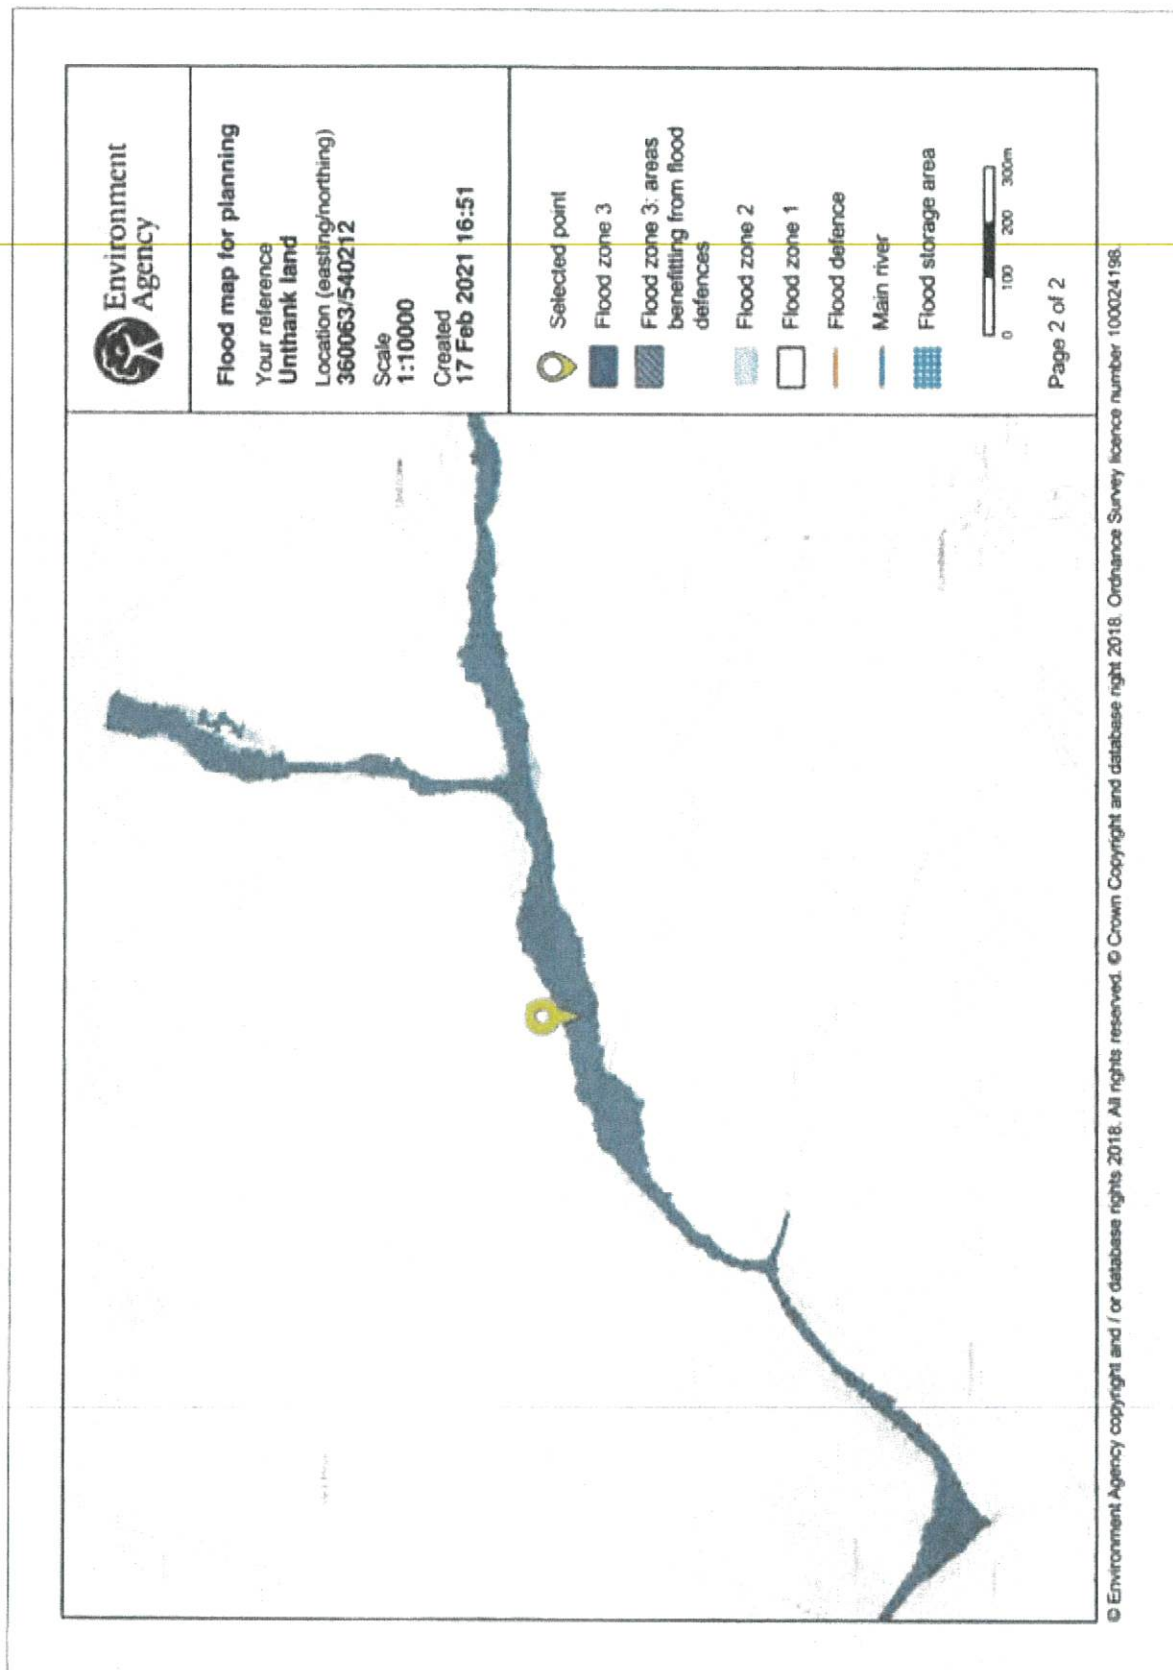 Environment
Agency
Flood map for planning
Your reference
Unthank land
Location (easting/northing)
360063/540212
Scale
1:10000
Created
17 Feb 2021 16:51
Selected point
Flood zone 3
Flood zone 3: areas
benefitting from flood
defences
Flood zone 2
Flood zone 1
Flood defence
Main river
Flood storage area
0 100 200 300m
Page 2 of 2
© Environment Agency copyright and / or database rights 2018. All rights reserved. © Crown Copyright and database right 2018. Ordnance Survey licence number 100024198.